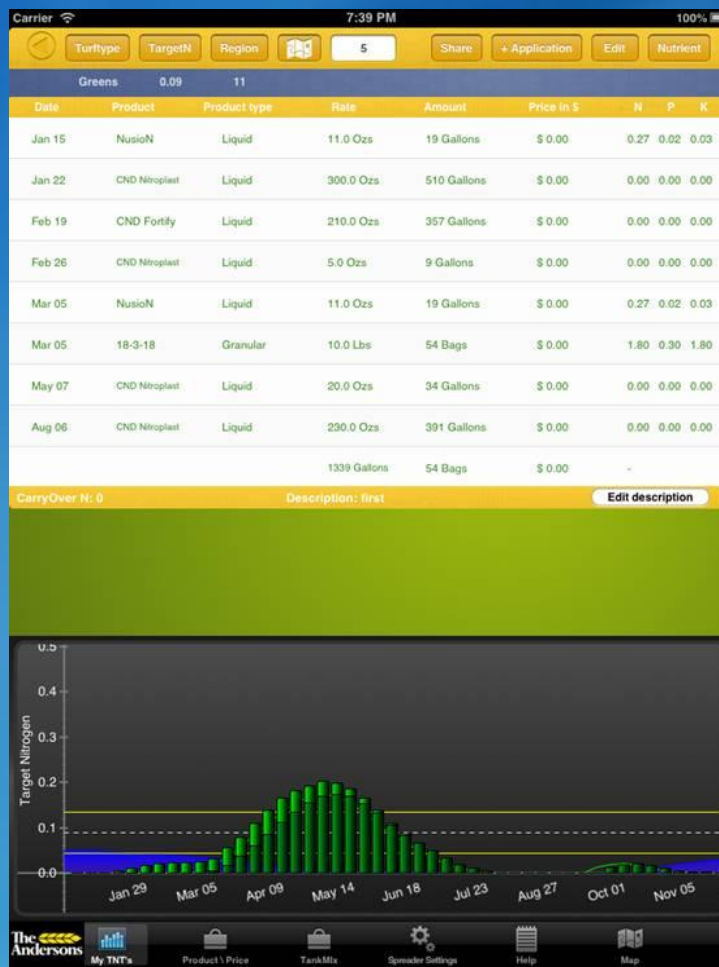 Carrier 7:39 PM 100%
Turftype TargetN Region 5 Share + Application Edit Nutrient
Greens 0.09 11
Date Product Product type Rate Amount Price in $ N P K
Jan 15 NusioN Liquid 11.0 Ozs 19 Gallons $ 0.00 0.27 0.02 0.03
Jan 22 CND Nitroplast Liquid 300.0 Ozs 510 Gallons $ 0.00 0.00 0.00 0.00
Feb 19 CND Fortify Liquid 210.0 Ozs 357 Gallons $ 0.00 0.00 0.00 0.00
Feb 26 CND Nitroplast Liquid 5.0 Ozs 9 Gallons $ 0.00 0.00 0.00 0.00
Mar 05 NusioN Liquid 11.0 Ozs 19 Gallons $ 0.00 0.27 0.02 0.03
Mar 05 18-3-18 Granular 10.0 Lbs 54 Bags $ 0.00 1.80 0.30 1.80
May 07 CND Nitroplast Liquid 20.0 Ozs 34 Gallons $ 0.00 0.00 0.00 0.00
Aug 06 CND Nitroplast Liquid 230.0 Ozs 391 Gallons $ 0.00 0.00 0.00 0.00
1339 Gallons 54 Bags $ 0.00 -
CarryOver N: 0 Description: first Edit description
Target Nitrogen
0.5
0.4
0.3
0.2
0.1
0.0
Jan 29 Mar 05 Apr 09 May 14 Jun 18 Jul 23 Aug 27 Oct 01 Nov 05
The Andersons
My TNT's Product \ Price TankMIx Spreader Settings Help Map